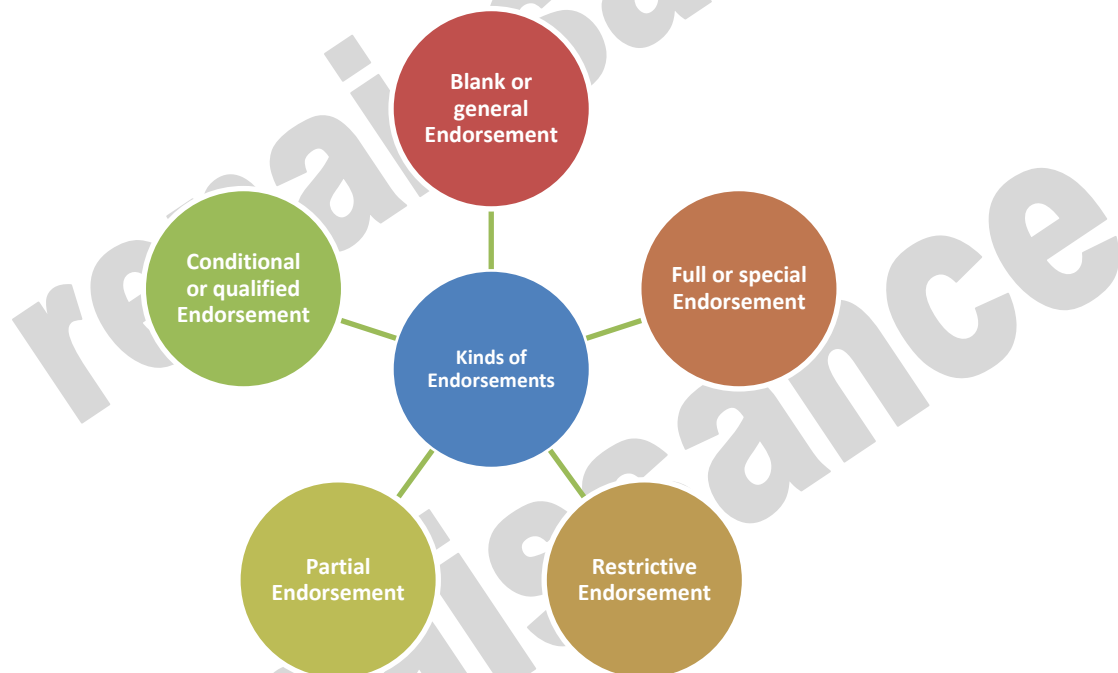 Blank or
general
Endorsement
Full or special
Endorsement
Restrictive
Endorsement
Partial
Endorsement
Conditional
or qualified
Endorsement
Kinds of
Endorsements